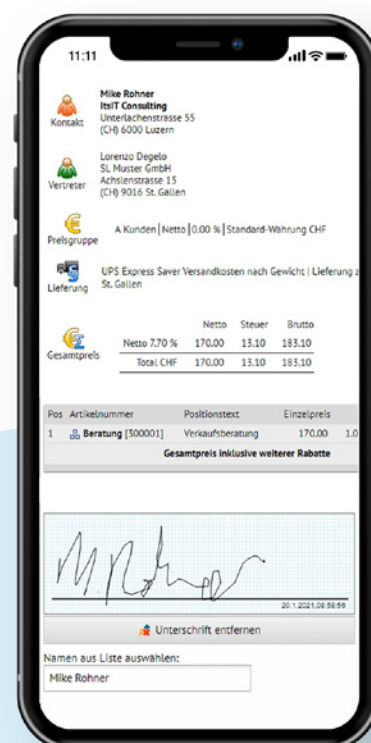 11:11
Mike Rohner
ItsIT Consulting
Unterlachenstrasse 55
(CH) 6000 Luzern
Kontakt
Lorenzo Degelo
SL Muster GmbH
Achslenstrasse 15
(CH) 9016 St. Gallen
Vertreter
A Kunden | Netto | 0.00 % | Standard-Währung CHF
Preisgruppe
UPS Express Saver Versandkosten nach Gewicht | Lieferung z
St. Gallen
Lieferung
Netto Steuer Brutto
Netto 7.70 % 170.00 13.10 183.10
Total CHF 170.00 13.10 183.10
Gesamtpreis
Pos Artikelnummer Positionstext Einzelpreis
1 Beratung [300001] Verkaufsberatung 170.00 1.0
Gesamtpreis inklusive weiterer Rabatte
M. Rohner
20.1.2021,08:58:56
Unterschrift entfernen
Namen aus Liste auswählen:
Mike Rohner